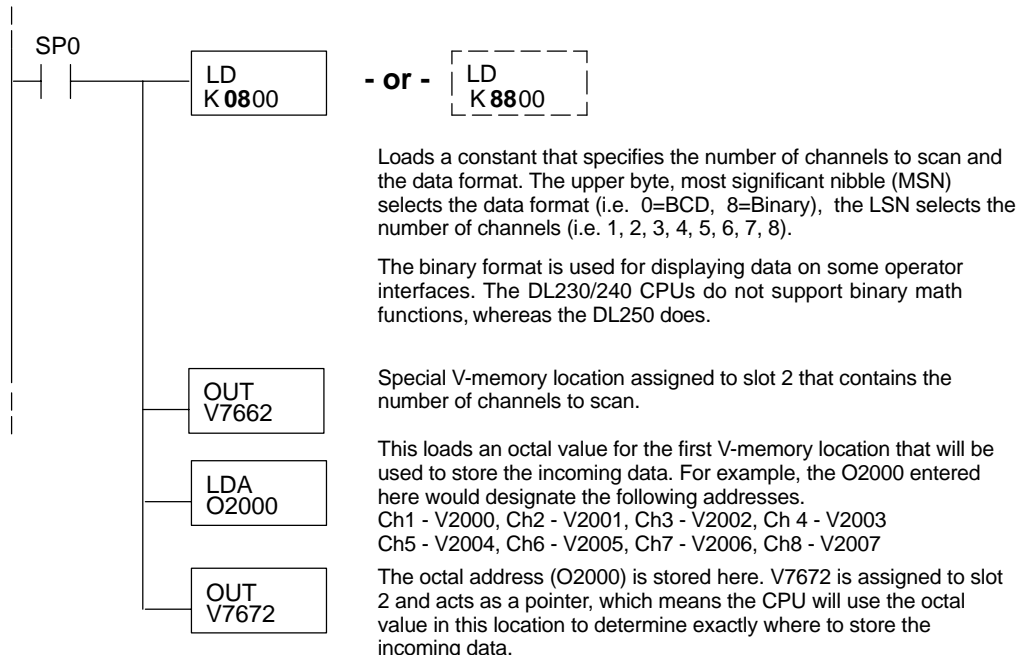 SP0
LD
K 0800
- or -
LD
K 8800
Loads a constant that specifies the number of channels to scan and
the data format. The upper byte, most significant nibble (MSN)
selects the data format (i.e. 0=BCD, 8=Binary), the LSN selects the
number of channels (i.e. 1, 2, 3, 4, 5, 6, 7, 8).
The binary format is used for displaying data on some operator
interfaces. The DL230/240 CPUs do not support binary math
functions, whereas the DL250 does.
OUT
V7662
Special V-memory location assigned to slot 2 that contains the
number of channels to scan.
LDA
O2000
This loads an octal value for the first V-memory location that will be
used to store the incoming data. For example, the O2000 entered
here would designate the following addresses.
Ch1 - V2000, Ch2 - V2001, Ch3 - V2002, Ch 4 - V2003
Ch5 - V2004, Ch6 - V2005, Ch7 - V2006, Ch8 - V2007
OUT
V7672
The octal address (O2000) is stored here. V7672 is assigned to slot
2 and acts as a pointer, which means the CPU will use the octal
value in this location to determine exactly where to store the
incoming data.